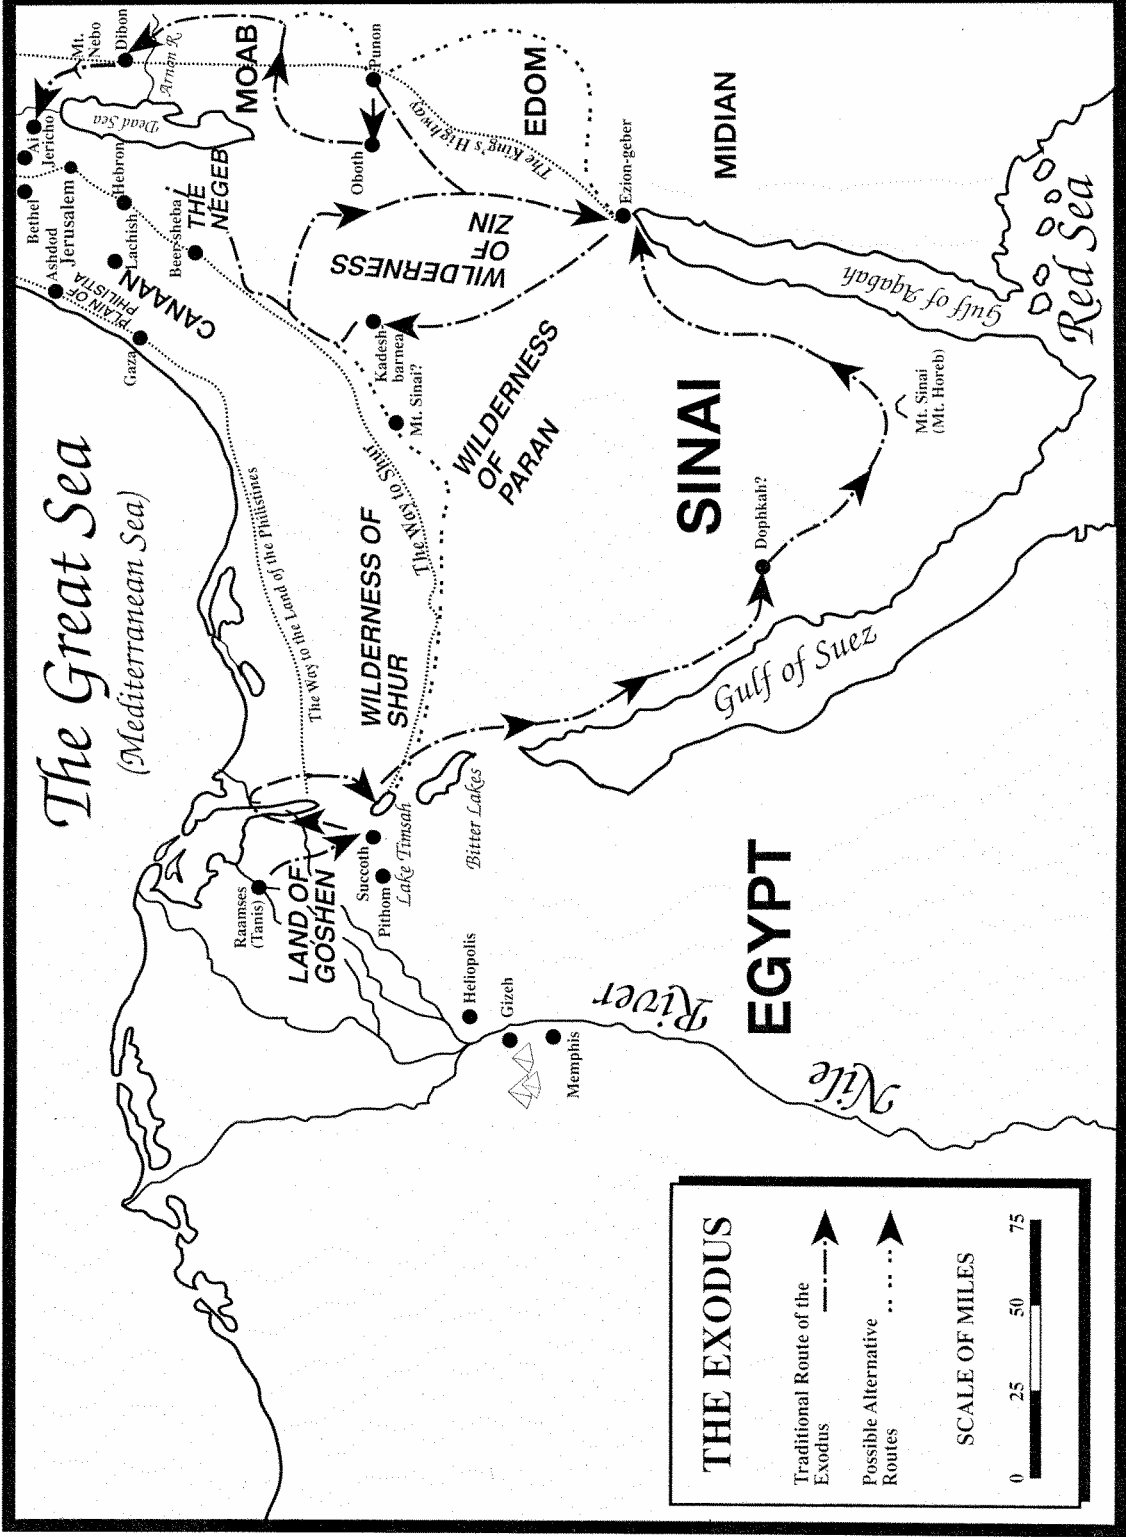 The Great Sea
(Mediterranean Sea)
Raamses
(Tanis)
LAND OF
GOSHEN
Succoth
Pithom
Lake Timsah
Bitter Lakes
Heliopolis
Gizeh
Memphis
Nile
River
EGYPT
Gulf of Suez
The Way to the Land of the Philistines
WILDERNESS OF
SHUR
The Way to Shur
Mt. Sinai?
Kadesh-
barnea
WILDERNESS
OF
PARAN
SINAI
Dophkah?
Mt. Sinai
(Mt. Horeb)
Gulf of Aqabah
Red Sea
Ezion-geber
MIDIAN
EDOM
The King's Highway
WILDERNESS
OF
ZIN
Oboth
Punon
MOAB
Arnon R.
Dibon
Mt.
Nebo
Dead Sea
Ai
Jericho
Bethel
Jerusalem
Ashdod
Hebron
Lachish
Beer-sheba
THE
NEGEB
PLAIN OF
PHILISTIA
CANAAN
Gaza
THE EXODUS
Traditional Route of the
Exodus
Possible Alternative
Routes
SCALE OF MILES
0 25 50 75